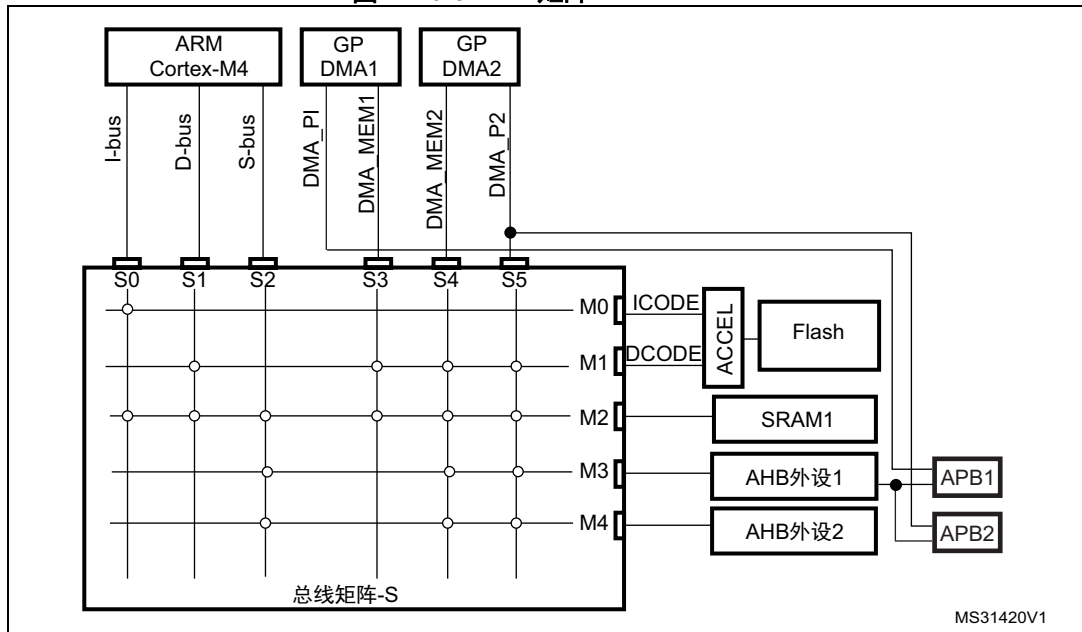 ARM
Cortex-M4
GP
DMA1
GP
DMA2
I-bus
D-bus
S-bus
DMA_PI
DMA_MEM1
DMA_MEM2
DMA_P2
S0
S1
S2
S3
S4
S5
M0
ICODE
M1
DCODE
ACCEL
Flash
M2
SRAM1
M3
AHB外设1
APB1
M4
AHB外设2
APB2
总线矩阵-S
MS31420V1